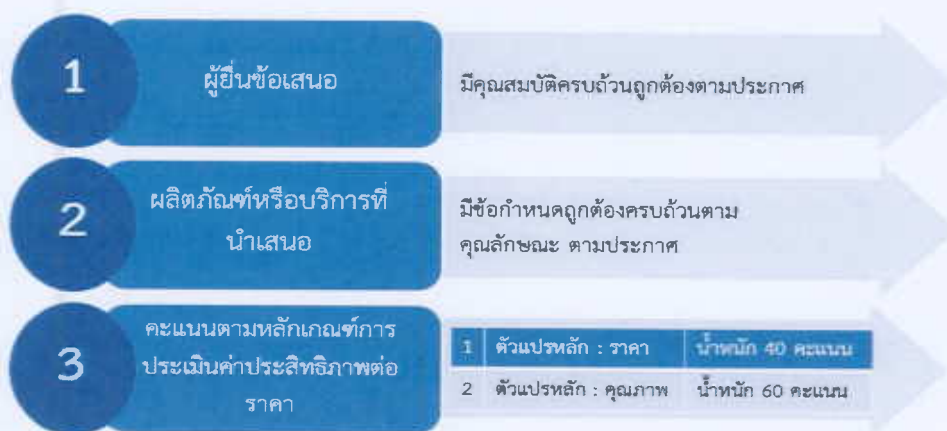 1
ผู้ยื่นข้อเสนอ
มีคุณสมบัติครบถ้วนถูกต้องตามประกาศ
2
ผลิตภัณฑ์หรือบริการที่
นำเสนอ
มีข้อกำหนดถูกต้องครบถ้วนตาม
คุณลักษณะ ตามประกาศ
3
คะแนนตามหลักเกณฑ์การ
ประเมินค่าประสิทธิภาพต่อ
ราคา
1 ตัวแปรหลัก : ราคา น้ำหนัก 40 คะแนน
2 ตัวแปรหลัก : คุณภาพ น้ำหนัก 60 คะแนน